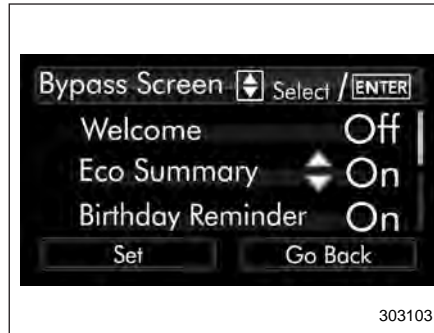 Bypass Screen Select / ENTER
Welcome Off
Eco Summary On
Birthday Reminder On
Set Go Back
303103